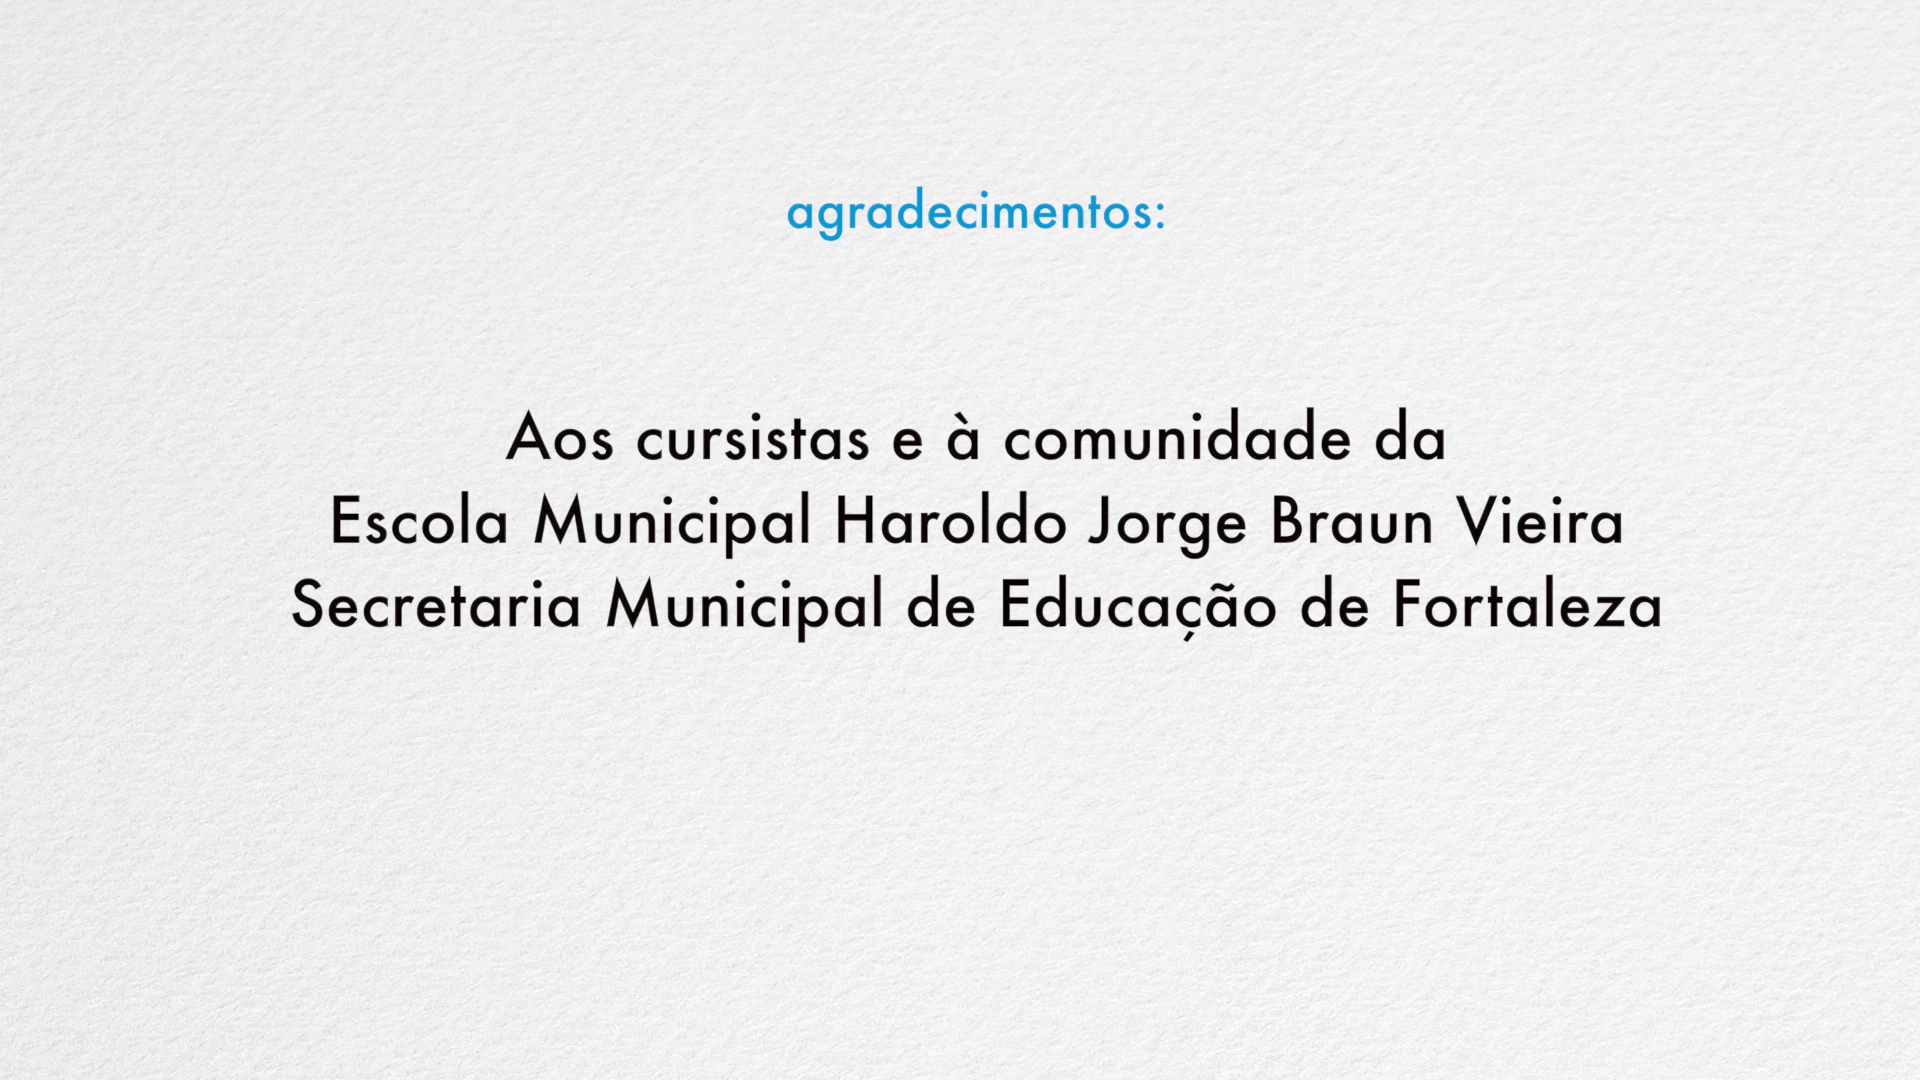 agradecimentos:
Aos cursistas e à comunidade da
Escola Municipal Haroldo Jorge Braun Vieira
Secretaria Municipal de Educação de Fortaleza